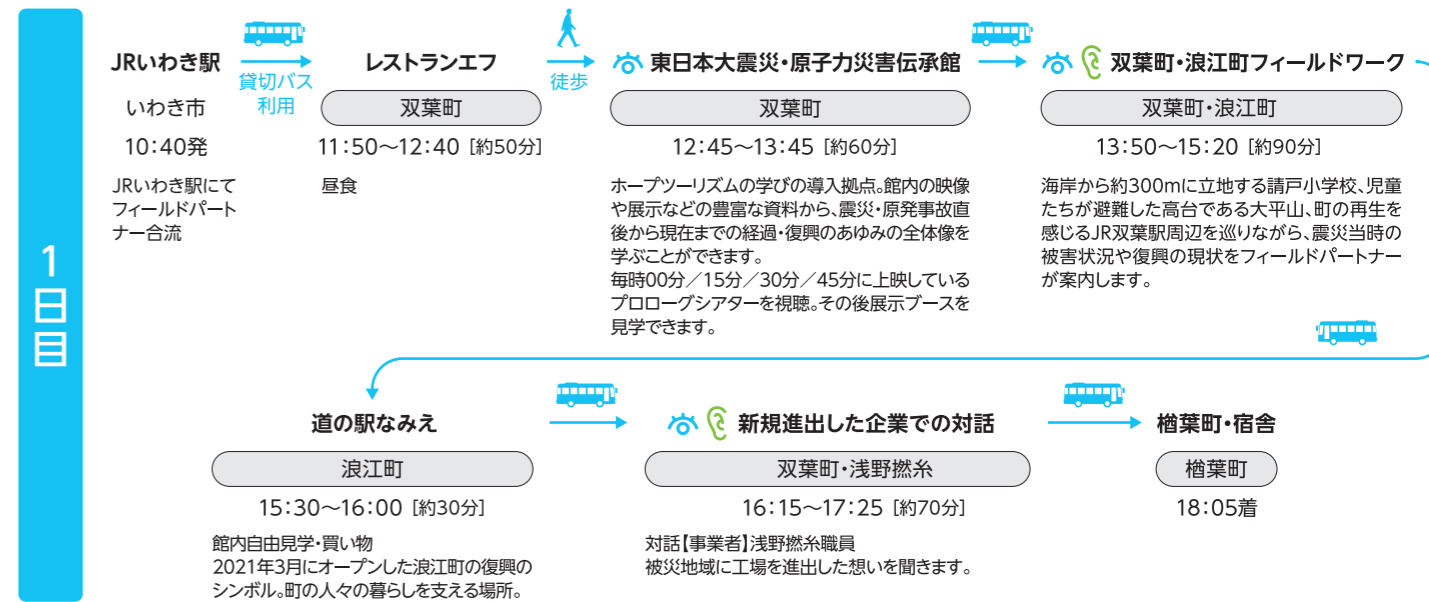 1日目
JRいわき駅
いわき市
10:40発
JRいわき駅にて
フィールドパート
ナー合流
貸切バス
利用
レストランエフ
双葉町
11:50〜12:40 [約50分]
昼食
徒歩
東日本大震災・原子力災害伝承館
双葉町
12:45〜13:45 [約60分]
ホープツーリズムの学びの導入拠点。館内の映像
や展示などの豊富な資料から、震災・原発事故直
後から現在までの経過・復興のあゆみの全体像を
学ぶことができます。
毎時00分／15分／30分／45分に上映している
プロローグシアターを視聴。その後展示ブースを
見学できます。
双葉町・浪江町フィールドワーク
双葉町・浪江町
13:50〜15:20 [約90分]
海岸から約300mに立地する請戸小学校、児童
たちが避難した高台である大平山、町の再生を
感じるJR双葉駅周辺を巡りながら、震災当時の
被害状況や復興の現状をフィールドパートナー
が案内します。
道の駅なみえ
浪江町
15:30〜16:00 [約30分]
館内自由見学・買い物
2021年3月にオープンした浪江町の復興の
シンボル。町の人々の暮らしを支える場所。
新規進出した企業での対話
双葉町・浅野撚糸
16:15〜17:25 [約70分]
対話【事業者】浅野撚糸職員
被災地域に工場を進出した想いを聞きます。
楢葉町・宿舎
楢葉町
18:05着